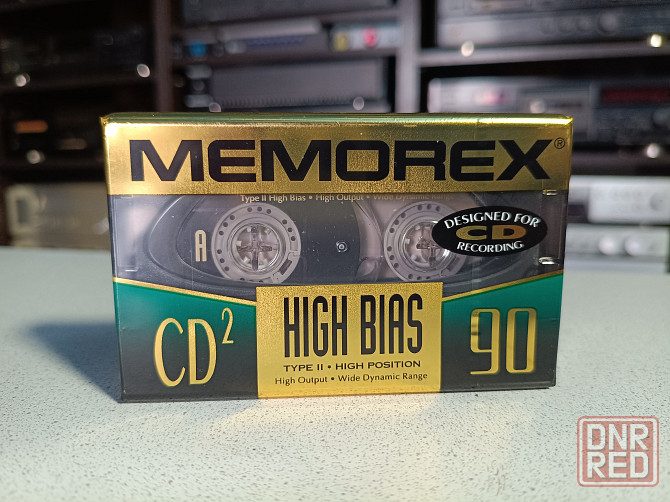 MEMOREX®
Type II High Bias • High Output • Wide Dynamic Range
A
DESIGNED FOR
CD
RECORDING
CD²
HIGH BIAS
90
TYPE II • HIGH POSITION
High Output • Wide Dynamic Range
DNR
RED